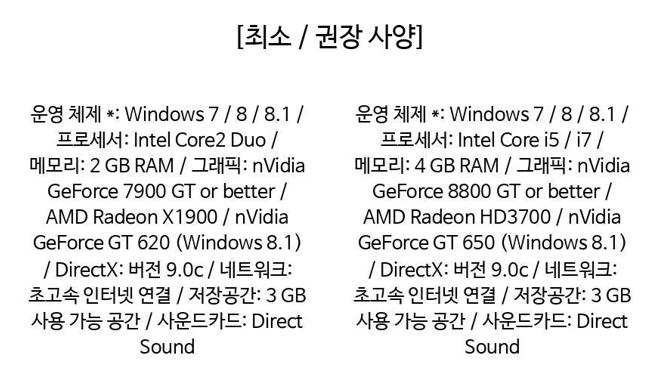 [최소 / 권장 사양]
운영 체제 *: Windows 7 / 8 / 8.1 /
프로세서: Intel Core2 Duo /
메모리: 2 GB RAM / 그래픽: nVidia
GeForce 7900 GT or better /
AMD Radeon X1900 / nVidia
GeForce GT 620 (Windows 8.1)
/ DirectX: 버전 9.0c / 네트워크:
초고속 인터넷 연결 / 저장공간: 3 GB
사용 가능 공간 / 사운드카드: Direct
Sound
운영 체제 *: Windows 7 / 8 / 8.1 /
프로세서: Intel Core i5 / i7 /
메모리: 4 GB RAM / 그래픽: nVidia
GeForce 8800 GT or better /
AMD Radeon HD3700 / nVidia
GeForce GT 650 (Windows 8.1)
/ DirectX: 버전 9.0c / 네트워크:
초고속 인터넷 연결 / 저장공간: 3 GB
사용 가능 공간 / 사운드카드: Direct
Sound